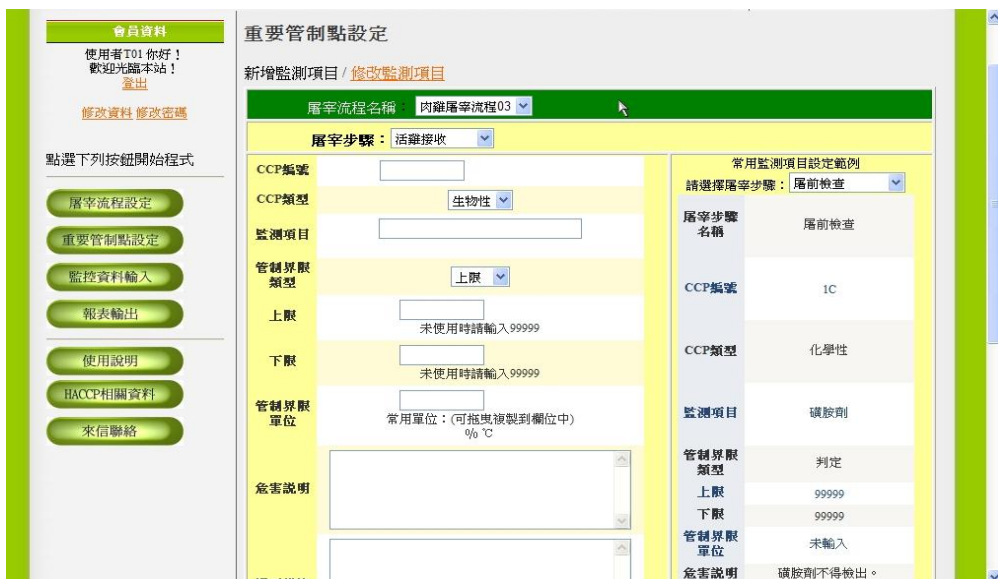 會員資料
使用者T01 你好！
歡迎光臨本站！
登出
修改資料 修改密碼
點選下列按鈕開始程式
屠宰流程設定
重要管制點設定
監控資料輸入
報表輸出
使用說明
HACCP相關資料
來信聯絡
重要管制點設定
新增監測項目 / 修改監測項目
屠宰流程名稱： 肉雞屠宰流程03
屠宰步驟： 活雞接收
CCP編號
CCP類型 生物性
監測項目
管制界限
類型
上限
上限
未使用時請輸入99999
下限
未使用時請輸入99999
管制界限
單位
常用單位：(可拖曳複製到欄位中)
% ℃
危害說明
常用監測項目設定範例
請選擇屠宰步驟： 屠前檢查
屠宰步驟
名稱
屠前檢查
CCP編號 1C
CCP類型 化學性
監測項目 磺胺劑
管制界限
類型
判定
上限 99999
下限 99999
管制界限
單位
未輸入
危害說明 磺胺劑不得檢出。